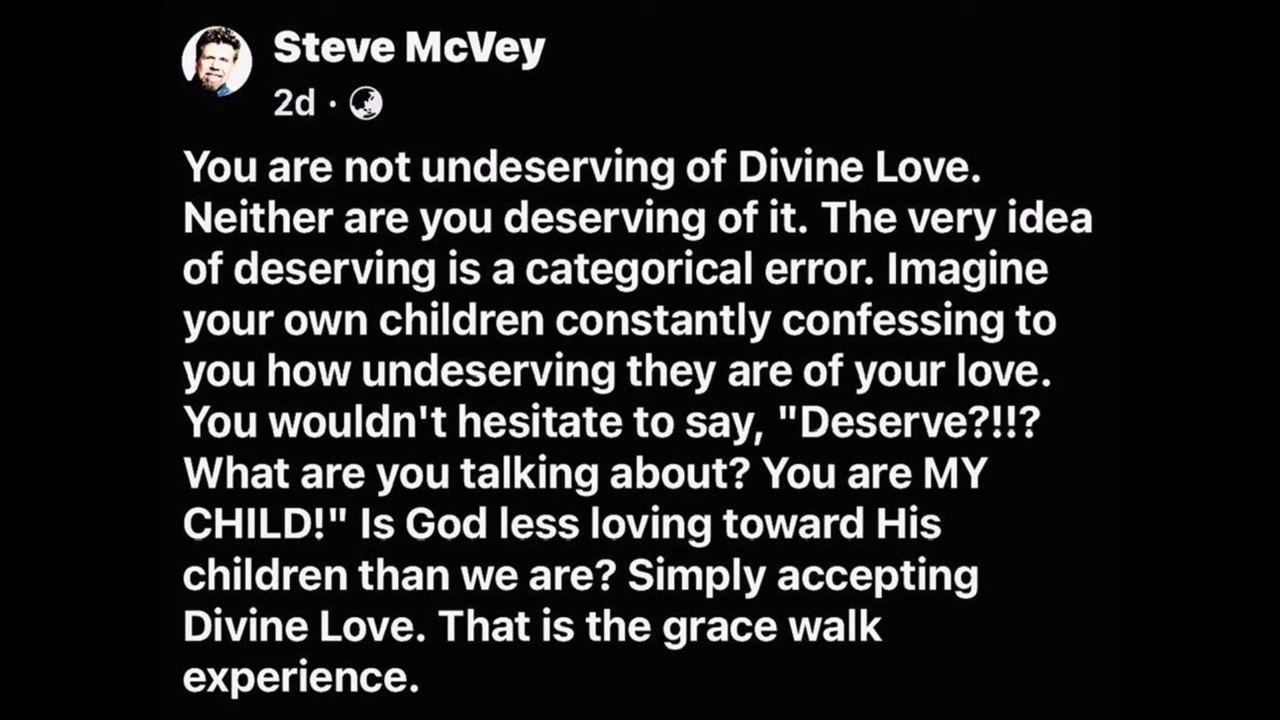 Steve McVey
2d ·
You are not undeserving of Divine Love.
Neither are you deserving of it. The very idea
of deserving is a categorical error. Imagine
your own children constantly confessing to
you how undeserving they are of your love.
You wouldn't hesitate to say, "Deserve?!!?
What are you talking about? You are MY
CHILD!" Is God less loving toward His
children than we are? Simply accepting
Divine Love. That is the grace walk
experience.